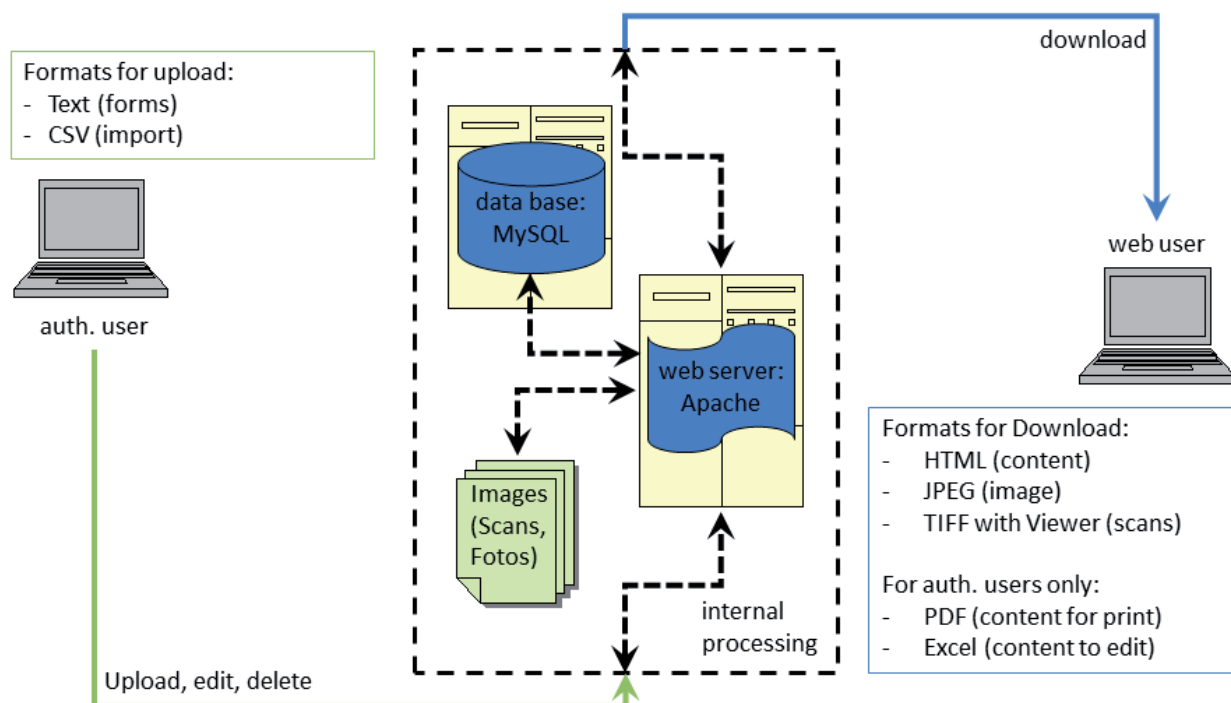 Formats for upload:
- Text (forms)
- CSV (import)
auth. user
Upload, edit, delete
data base:
MySQL
web server:
Apache
Images
(Scans,
Fotos)
internal
processing
download
web user
Formats for Download:
- HTML (content)
- JPEG (image)
- TIFF with Viewer (scans)
For auth. users only:
- PDF (content for print)
- Excel (content to edit)